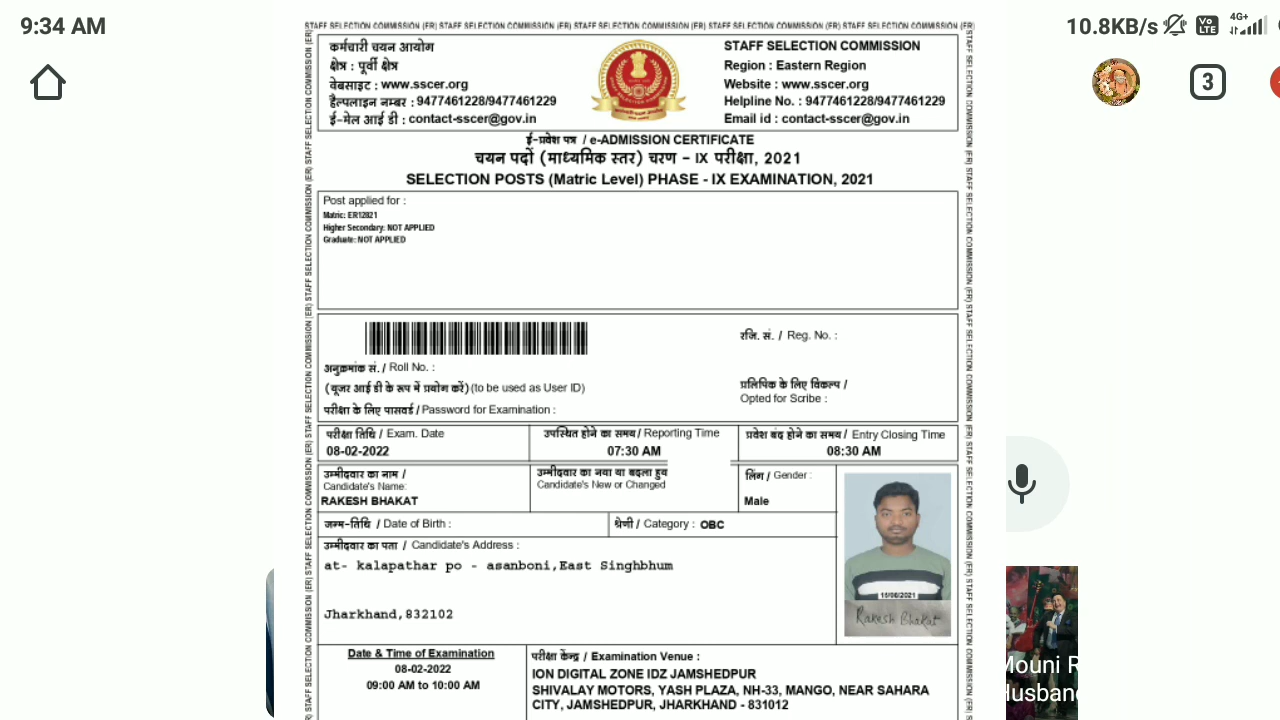 9:34 AM
10.8KB/s
Vo LTE
4G+
3
STAFF SELECTION COMMISSION (ER) STAFF SELECTION COMMISSION (ER) STAFF SELECTION COMMISSION (ER) STAFF SELECTION COMMISSION (ER) STAFF SELECTION COMMISSION (ER)
कर्मचारी चयन आयोग
क्षेत्र : पूर्वी क्षेत्र
वेबसाइट : www.sscer.org
हैल्पलाइन नम्बर : 9477461228/9477461229
ई-मेल आई डी : contact-sscer@gov.in
STAFF SELECTION COMMISSION
Region : Eastern Region
Website : www.sscer.org
Helpline No. : 9477461228/9477461229
Email id : contact-sscer@gov.in
ई-प्रवेश पत्र / e-ADMISSION CERTIFICATE
चयन पदों (माध्यमिक स्तर) चरण - IX परीक्षा, 2021
SELECTION POSTS (Matric Level) PHASE - IX EXAMINATION, 2021
Post applied for :
Matric: ER12821
Higher Secondary: NOT APPLIED
Graduate: NOT APPLIED
रजि. सं. / Reg. No. :
अनुक्रमांक सं. / Roll No. :
(यूजर आई डी के रूप में प्रयोग करें) (to be used as User ID)
प्रलिपिक के लिए विकल्प /
Opted for Scribe :
परीक्षा के लिए पासवर्ड / Password for Examination :
परीक्षा तिथि / Exam. Date
08-02-2022
उपस्थित होने का समय / Reporting Time
07:30 AM
प्रवेश बंद होने का समय / Entry Closing Time
08:30 AM
उम्मीदवार का नाम /
Candidate's Name:
RAKESH BHAKAT
उम्मीदवार का नया या बदला हुव
Candidate's New or Changed
लिंग / Gender :
Male
जन्म-तिथि / Date of Birth :
श्रेणी / Category : OBC
उम्मीदवार का पता / Candidate's Address :
at- kalapathar po - asanboni,East Singhbhum
Jharkhand,832102
15/06/2021
Rakesh Bhakat
Date & Time of Examination
08-02-2022
09:00 AM to 10:00 AM
परीक्षा केंन्द्र / Examination Venue :
ION DIGITAL ZONE IDZ JAMSHEDPUR
SHIVALAY MOTORS, YASH PLAZA, NH-33, MANGO, NEAR SAHARA
CITY, JAMSHEDPUR, JHARKHAND - 831012
Mouni R
Husban